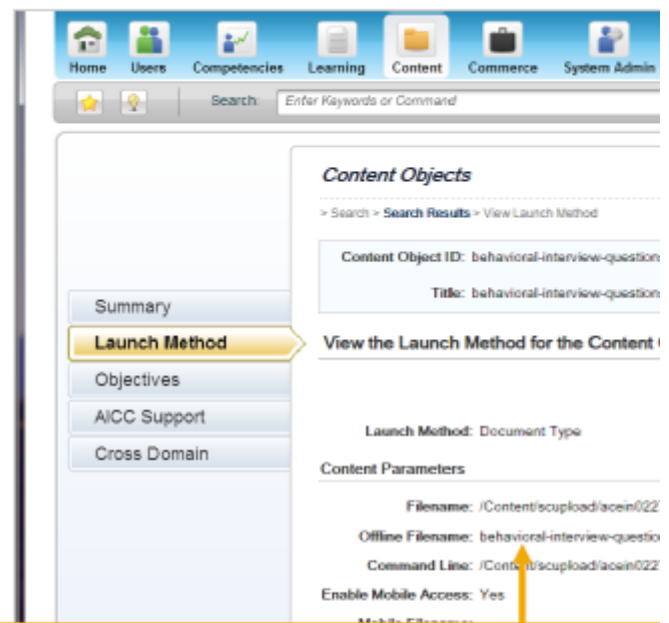 Home Users Competencies Learning Content Commerce System Admin
Search: Enter Keywords or Command
Content Objects
> Search > Search Results > View Launch Method
Content Object ID: behavioral-interview-question
Title: behavioral-interview-question
Summary
Launch Method
View the Launch Method for the Content
Objectives
AICC Support
Launch Method: Document Type
Cross Domain
Content Parameters
Filename: /Content/scupload/acein022
Offline Filename: behavioral-interview-questio
Command Line: /Content/scupload/acein022
Enable Mobile Access: Yes
Mobile Filename: